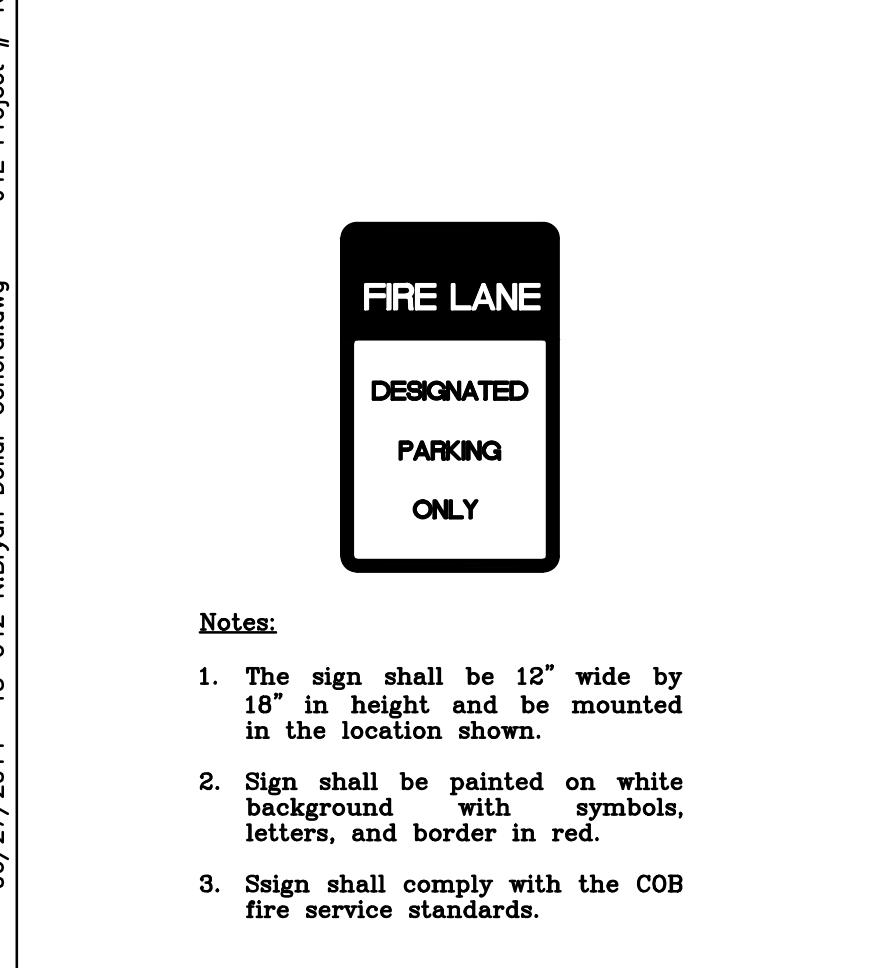 FIRE LANE
DESIGNATED
PARKING
ONLY
Notes:
1. The sign shall be 12" wide by
18" in height and be mounted
in the location shown.
2. Sign shall be painted on white
background with symbols,
letters, and border in red.
3. Ssign shall comply with the COB
fire service standards.